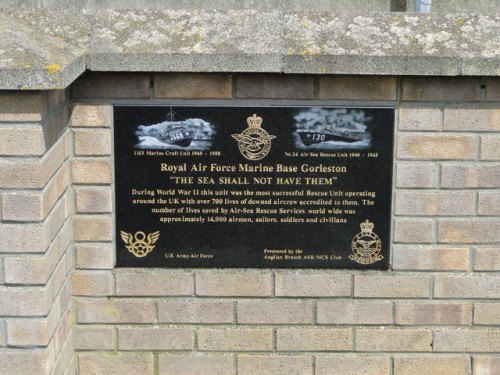 1564
130
1103 Marine Craft Unit 1945 - 1958
No 24 Air Sea Rescue Unit 1940 - 1945
Royal Air Force Marine Base Gorleston
"THE SEA SHALL NOT HAVE THEM"
During World War II this unit was the most successful Rescue Unit operating
around the UK with over 700 lives of downed aircrew accredited to them. The
number of lives saved by Air-Sea Rescue Services world wide was
approximately 14,000 airmen, sailors, soldiers and civilians
U.S. Army Air Force
Presented by the
Anglian Branch ASR/MCS Club